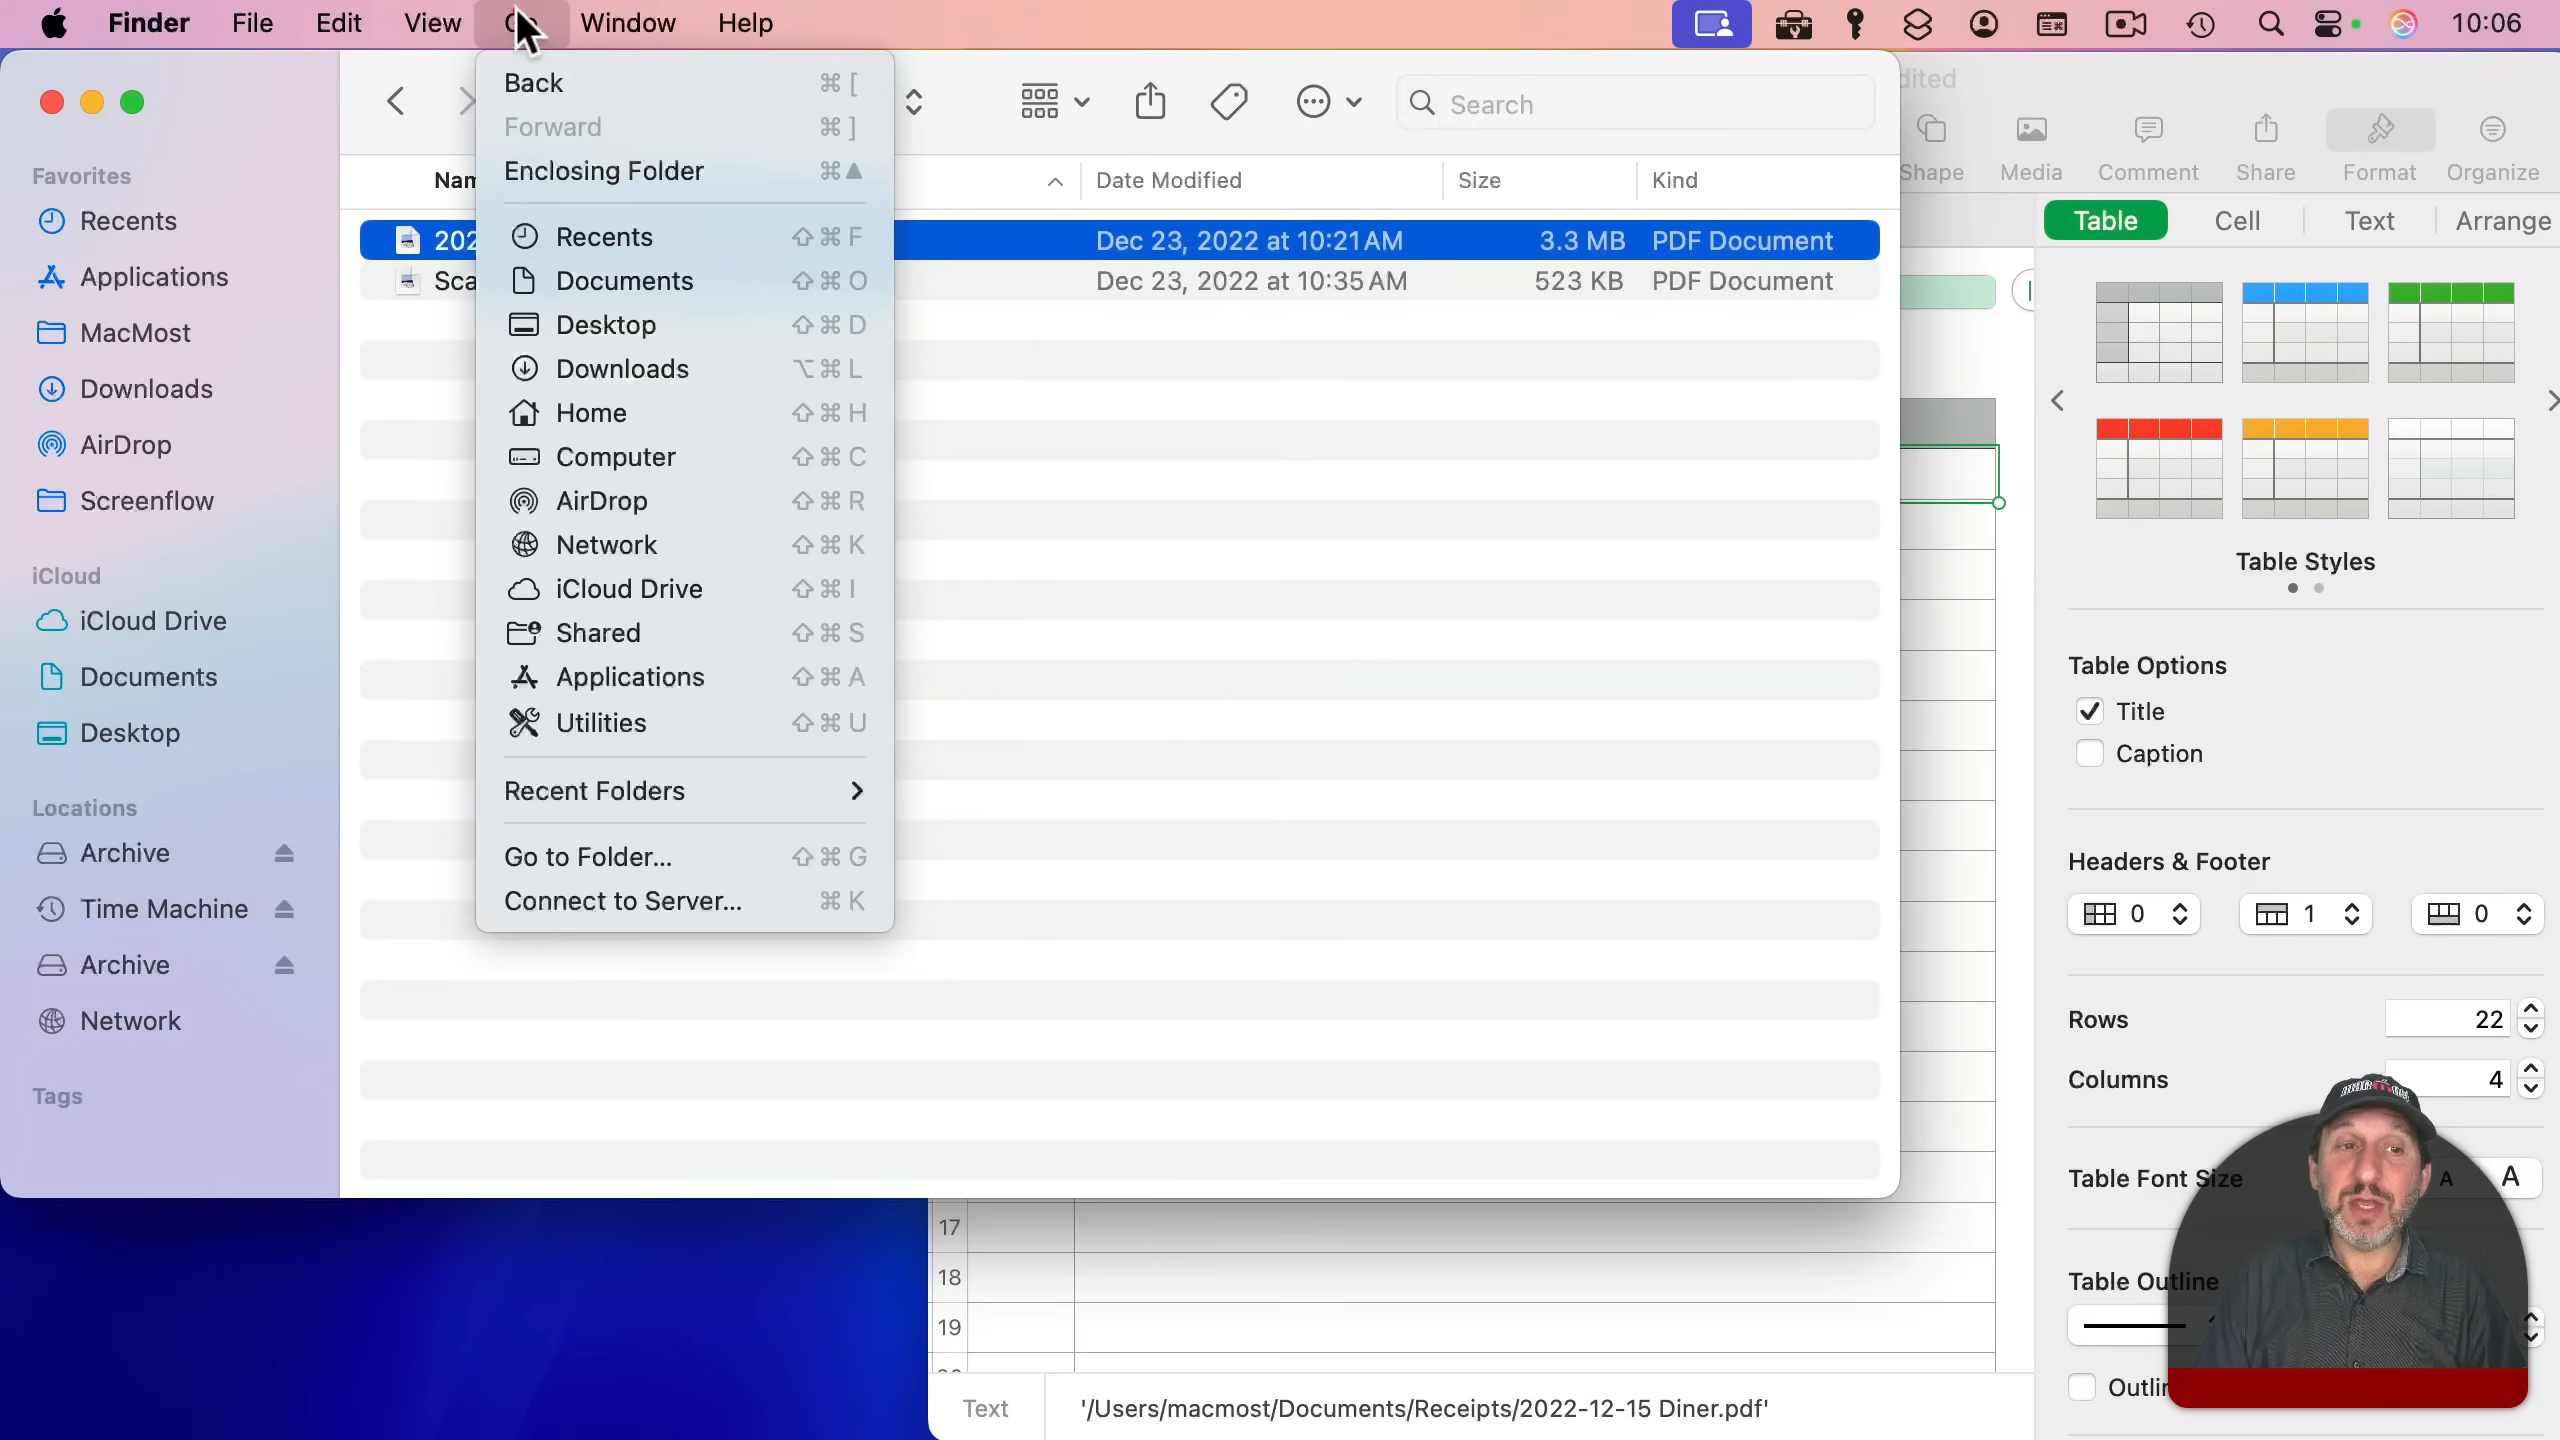 Finder File Edit View Go Window Help 10:06
Back ⌘ [
Forward ⌘ ]
Enclosing Folder ⌘▲
Recents ⇧⌘F
Documents ⇧⌘O
Desktop ⇧⌘D
Downloads ⌥⌘L
Home ⇧⌘H
Computer ⇧⌘C
AirDrop ⇧⌘R
Network ⇧⌘K
iCloud Drive ⇧⌘I
Shared ⇧⌘S
Applications ⇧⌘A
Utilities ⇧⌘U
Recent Folders
Go to Folder... ⇧⌘G
Connect to Server... ⌘K
Favorites
Recents
Applications
MacMost
Downloads
AirDrop
Screenflow
iCloud
iCloud Drive
Documents
Desktop
Locations
Archive
Time Machine
Archive
Network
Tags
Search
Nam Date Modified Size Kind
202 Dec 23, 2022 at 10:21 AM 3.3 MB PDF Document
Sca Dec 23, 2022 at 10:35 AM 523 KB PDF Document
dited
Shape Media Comment Share Format Organize
Table Cell Text Arrange
Table Styles
Table Options
Title
Caption
Headers & Footer
0 1 0
Rows 22
Columns 4
Table Font Size A A
Table Outline
Outli
17
18
19
Text '/Users/macmost/Documents/Receipts/2022-12-15 Diner.pdf'